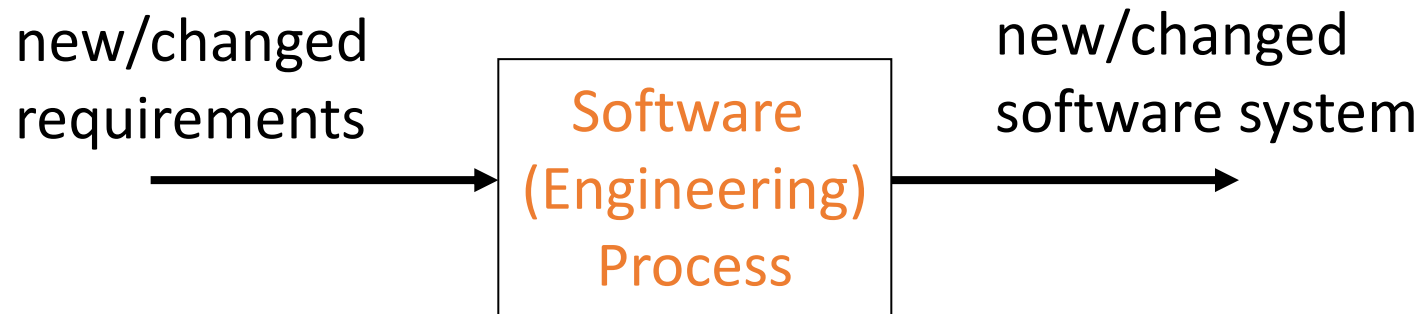 new/changed
requirements
Software
(Engineering)
Process
new/changed
software system